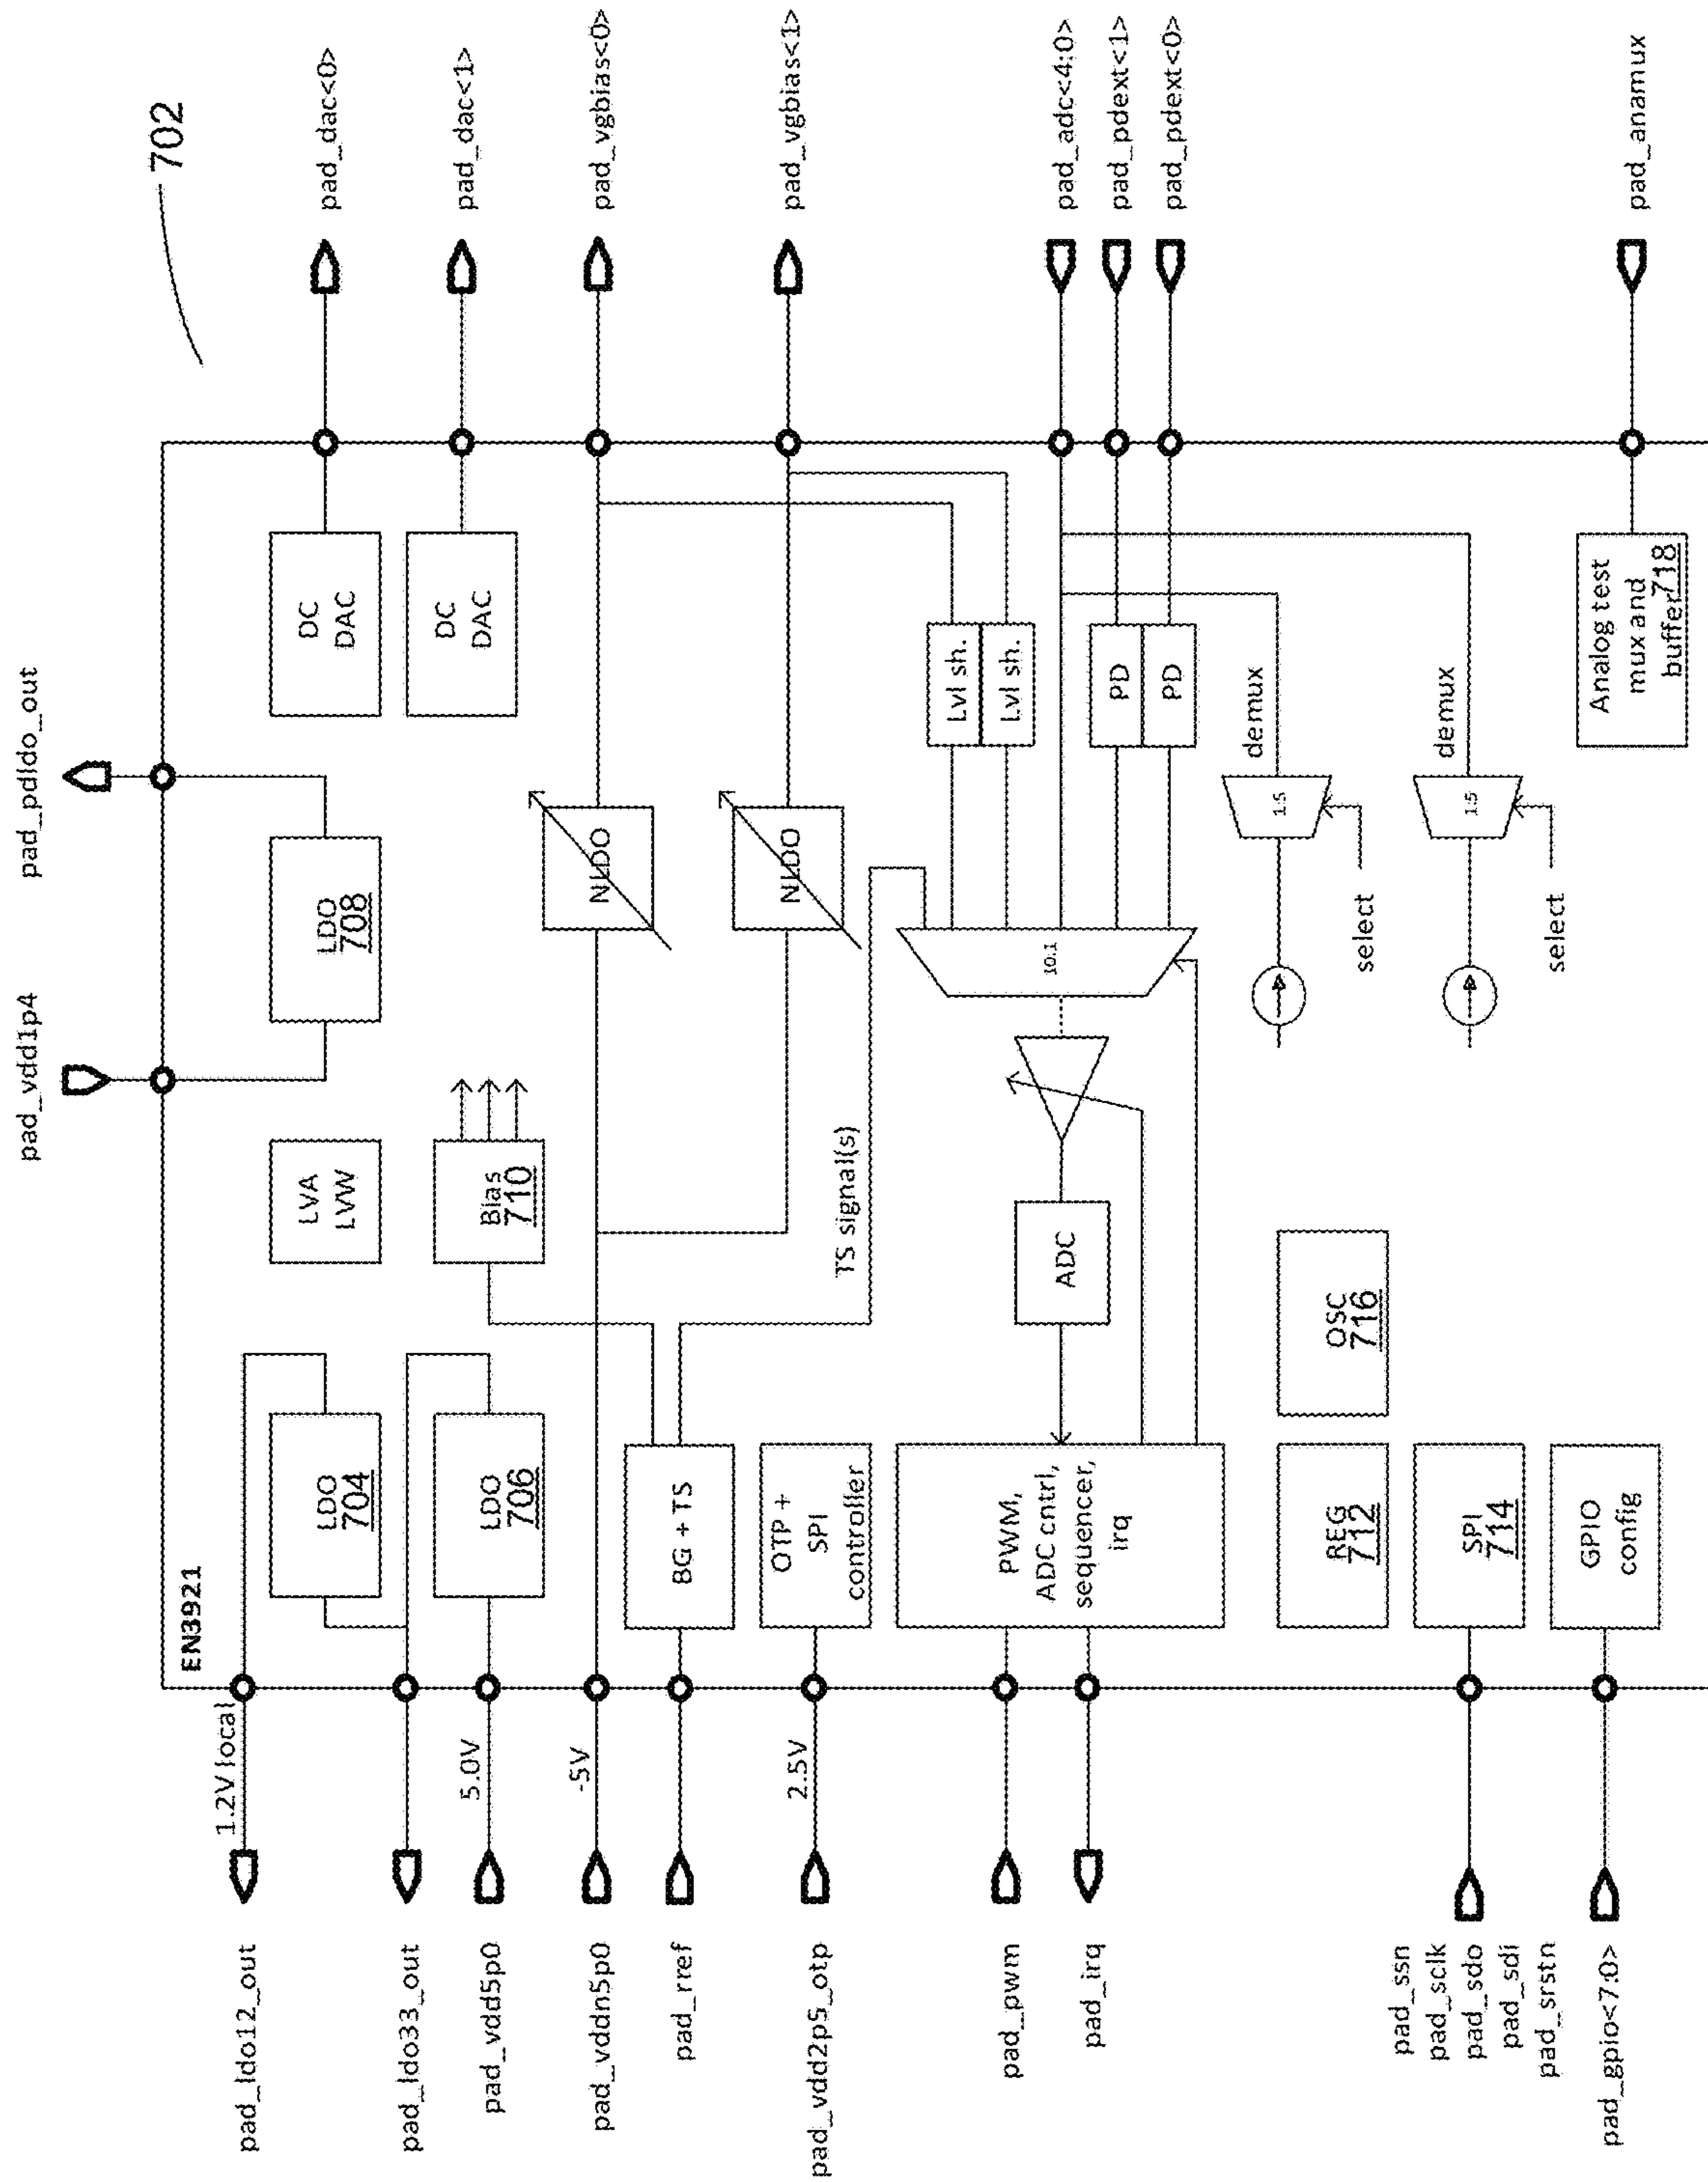 702
EN3921
pad_ldo12_out
1.2V local
pad_ldo33_out
pad_vdd5p0
5.0V
pad_vddn5p0
-5V
pad_rref
pad_vdd2p5_otp
2.5V
pad_pwm
pad_irq
pad_ssn
pad_sclk
pad_sdo
pad_sdi
pad_srstn
pad_gpio<7:0>
pad_vdd1p4
pad_pdldo_out
pad_dac<0>
pad_dac<1>
pad_vgbias<0>
pad_vgbias<1>
pad_adc<4:0>
pad_pdext<1>
pad_pdext<0>
pad_anamux
LDO
704
LDO
706
LVA
LVW
Bias
710
LDO
708
DC
DAC
DC
DAC
NLDO
NLDO
BG + TS
TS signal(s)
OTP +
SPI
controller
PWM,
ADC cntrl,
sequencer,
irq
ADC
10:1
Lvl sh.
Lvl sh.
PD
PD
REG
712
OSC
716
SPI
714
GPIO
config
select
1:5
demux
select
1:5
demux
Analog test
mux and
buffer
718